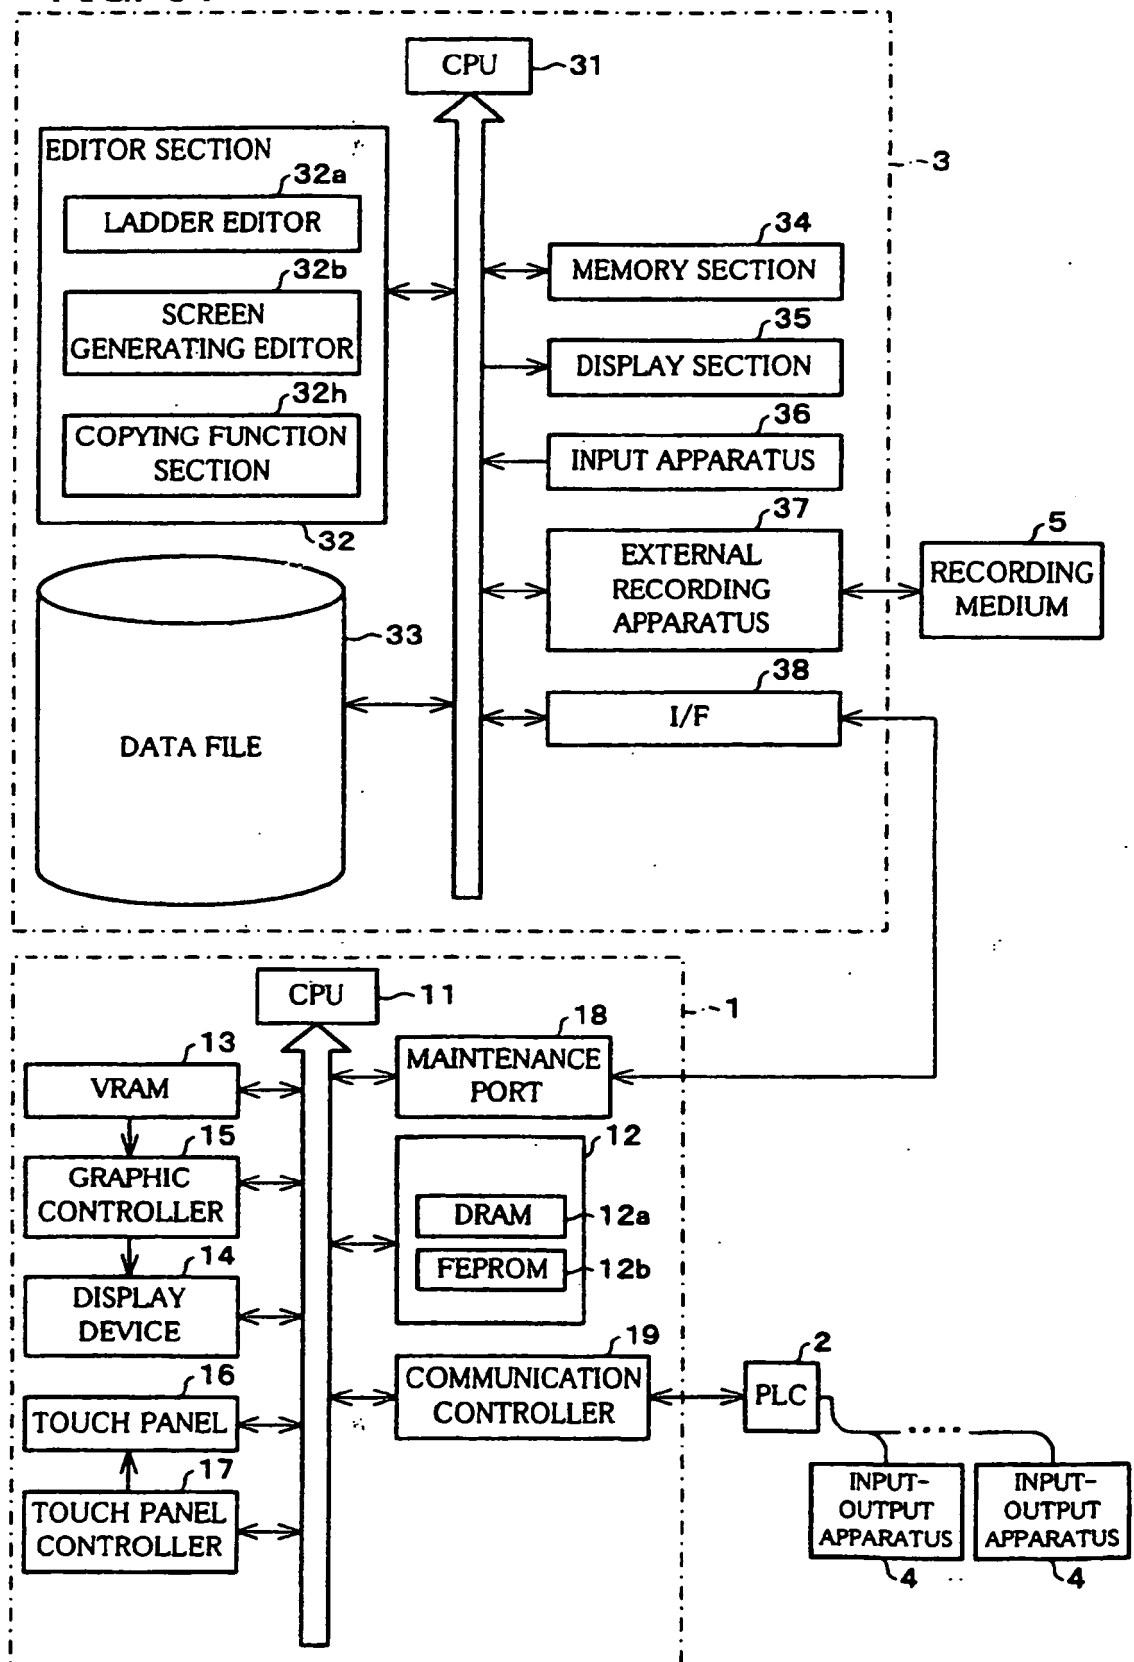 CPU
31
EDITOR SECTION
32a
LADDER EDITOR
32b
SCREEN
GENERATING EDITOR
32h
COPYING FUNCTION
SECTION
32
33
DATA FILE
3
34
MEMORY SECTION
35
DISPLAY SECTION
36
INPUT APPARATUS
37
EXTERNAL
RECORDING
APPARATUS
5
RECORDING
MEDIUM
38
I/F
CPU
11
1
13
VRAM
15
GRAPHIC
CONTROLLER
14
DISPLAY
DEVICE
16
TOUCH PANEL
17
TOUCH PANEL
CONTROLLER
18
MAINTENANCE
PORT
12
DRAM
12a
FEPROM
12b
19
COMMUNICATION
CONTROLLER
2
PLC
INPUT-
OUTPUT
APPARATUS
4
INPUT-
OUTPUT
APPARATUS
4